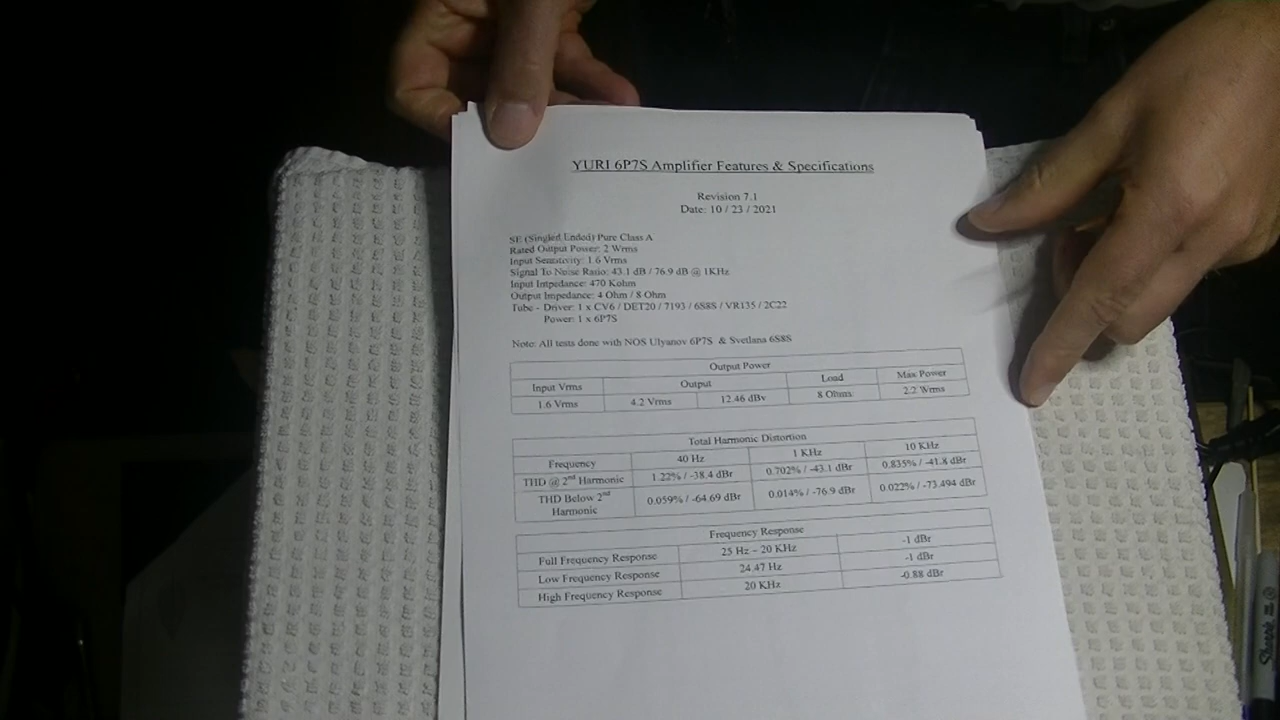 YURI 6P7S Amplifier Features & Specifications
Revision 7.1
Date: 10 / 23 / 2021
SE (Singled Ended) Pure Class A
Rated Output Power: 2 Wrms
Input Sensitivity: 1.6 Vrms
Signal To Noise Ratio: 43.1 dB / 76.9 dB @ 1KHz
Input Impedance: 470 Kohm
Output Impedance: 4 Ohm / 8 Ohm
Tube - Driver: 1 x CV6 / DET20 / 7193 / 6S8S / VR135 / 2C22
Power: 1 x 6P7S
Note: All tests done with NOS Ulyanov 6P7S & Svetlana 6S8S
Output Power
Input Vrms Output Load Max Power
1.6 Vrms 4.2 Vrms 12.46 dBv 8 Ohms 2.2 Wrms
Total Harmonic Distortion
Frequency 40 Hz 1 KHz 10 KHz
THD @ 2nd Harmonic 1.22% / -38.4 dBr 0.702% / -43.1 dBr 0.835% / -41.8 dBr
THD Below 2nd
Harmonic 0.059% / -64.69 dBr 0.014% / -76.9 dBr 0.022% / -73.494 dBr
Frequency Response
Full Frequency Response 25 Hz - 20 KHz -1 dBr
Low Frequency Response 24.47 Hz -1 dBr
High Frequency Response 20 KHz -0.88 dBr
Sharpie